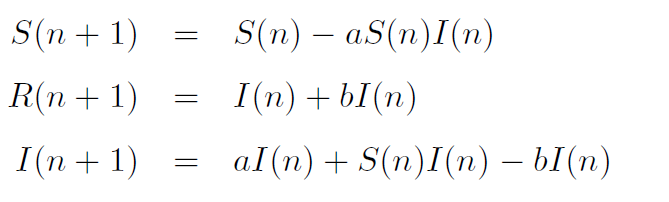 S(n + 1) = S(n) − aS(n)I(n)
R(n + 1) = I(n) + bI(n)
I(n + 1) = aI(n) + S(n)I(n) − bI(n)